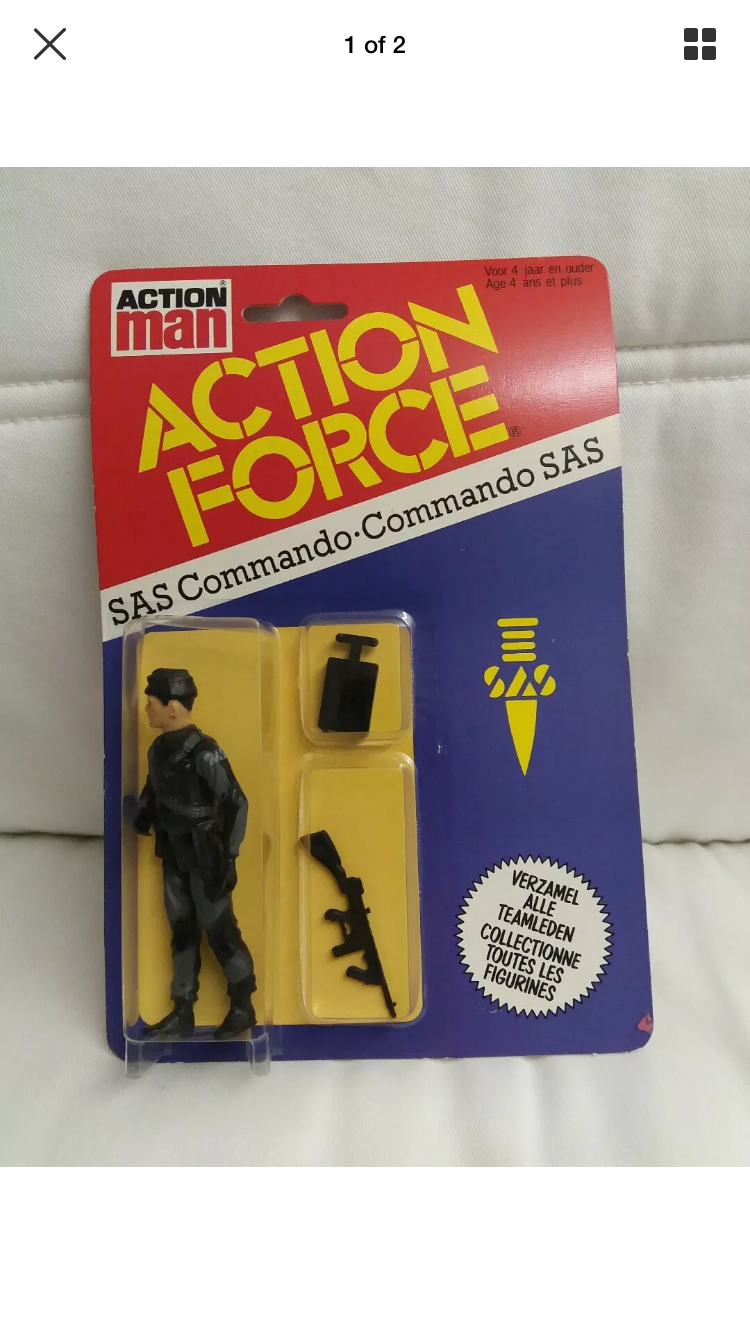 1 of 2
ACTION®
man
Voor 4 jaar en ouder
Age 4 ans et plus
ACTION
FORCE®
SAS Commando·Commando SAS
SAS
VERZAMEL
ALLE
TEAMLEDEN
COLLECTIONNE
TOUTES LES
FIGURINES